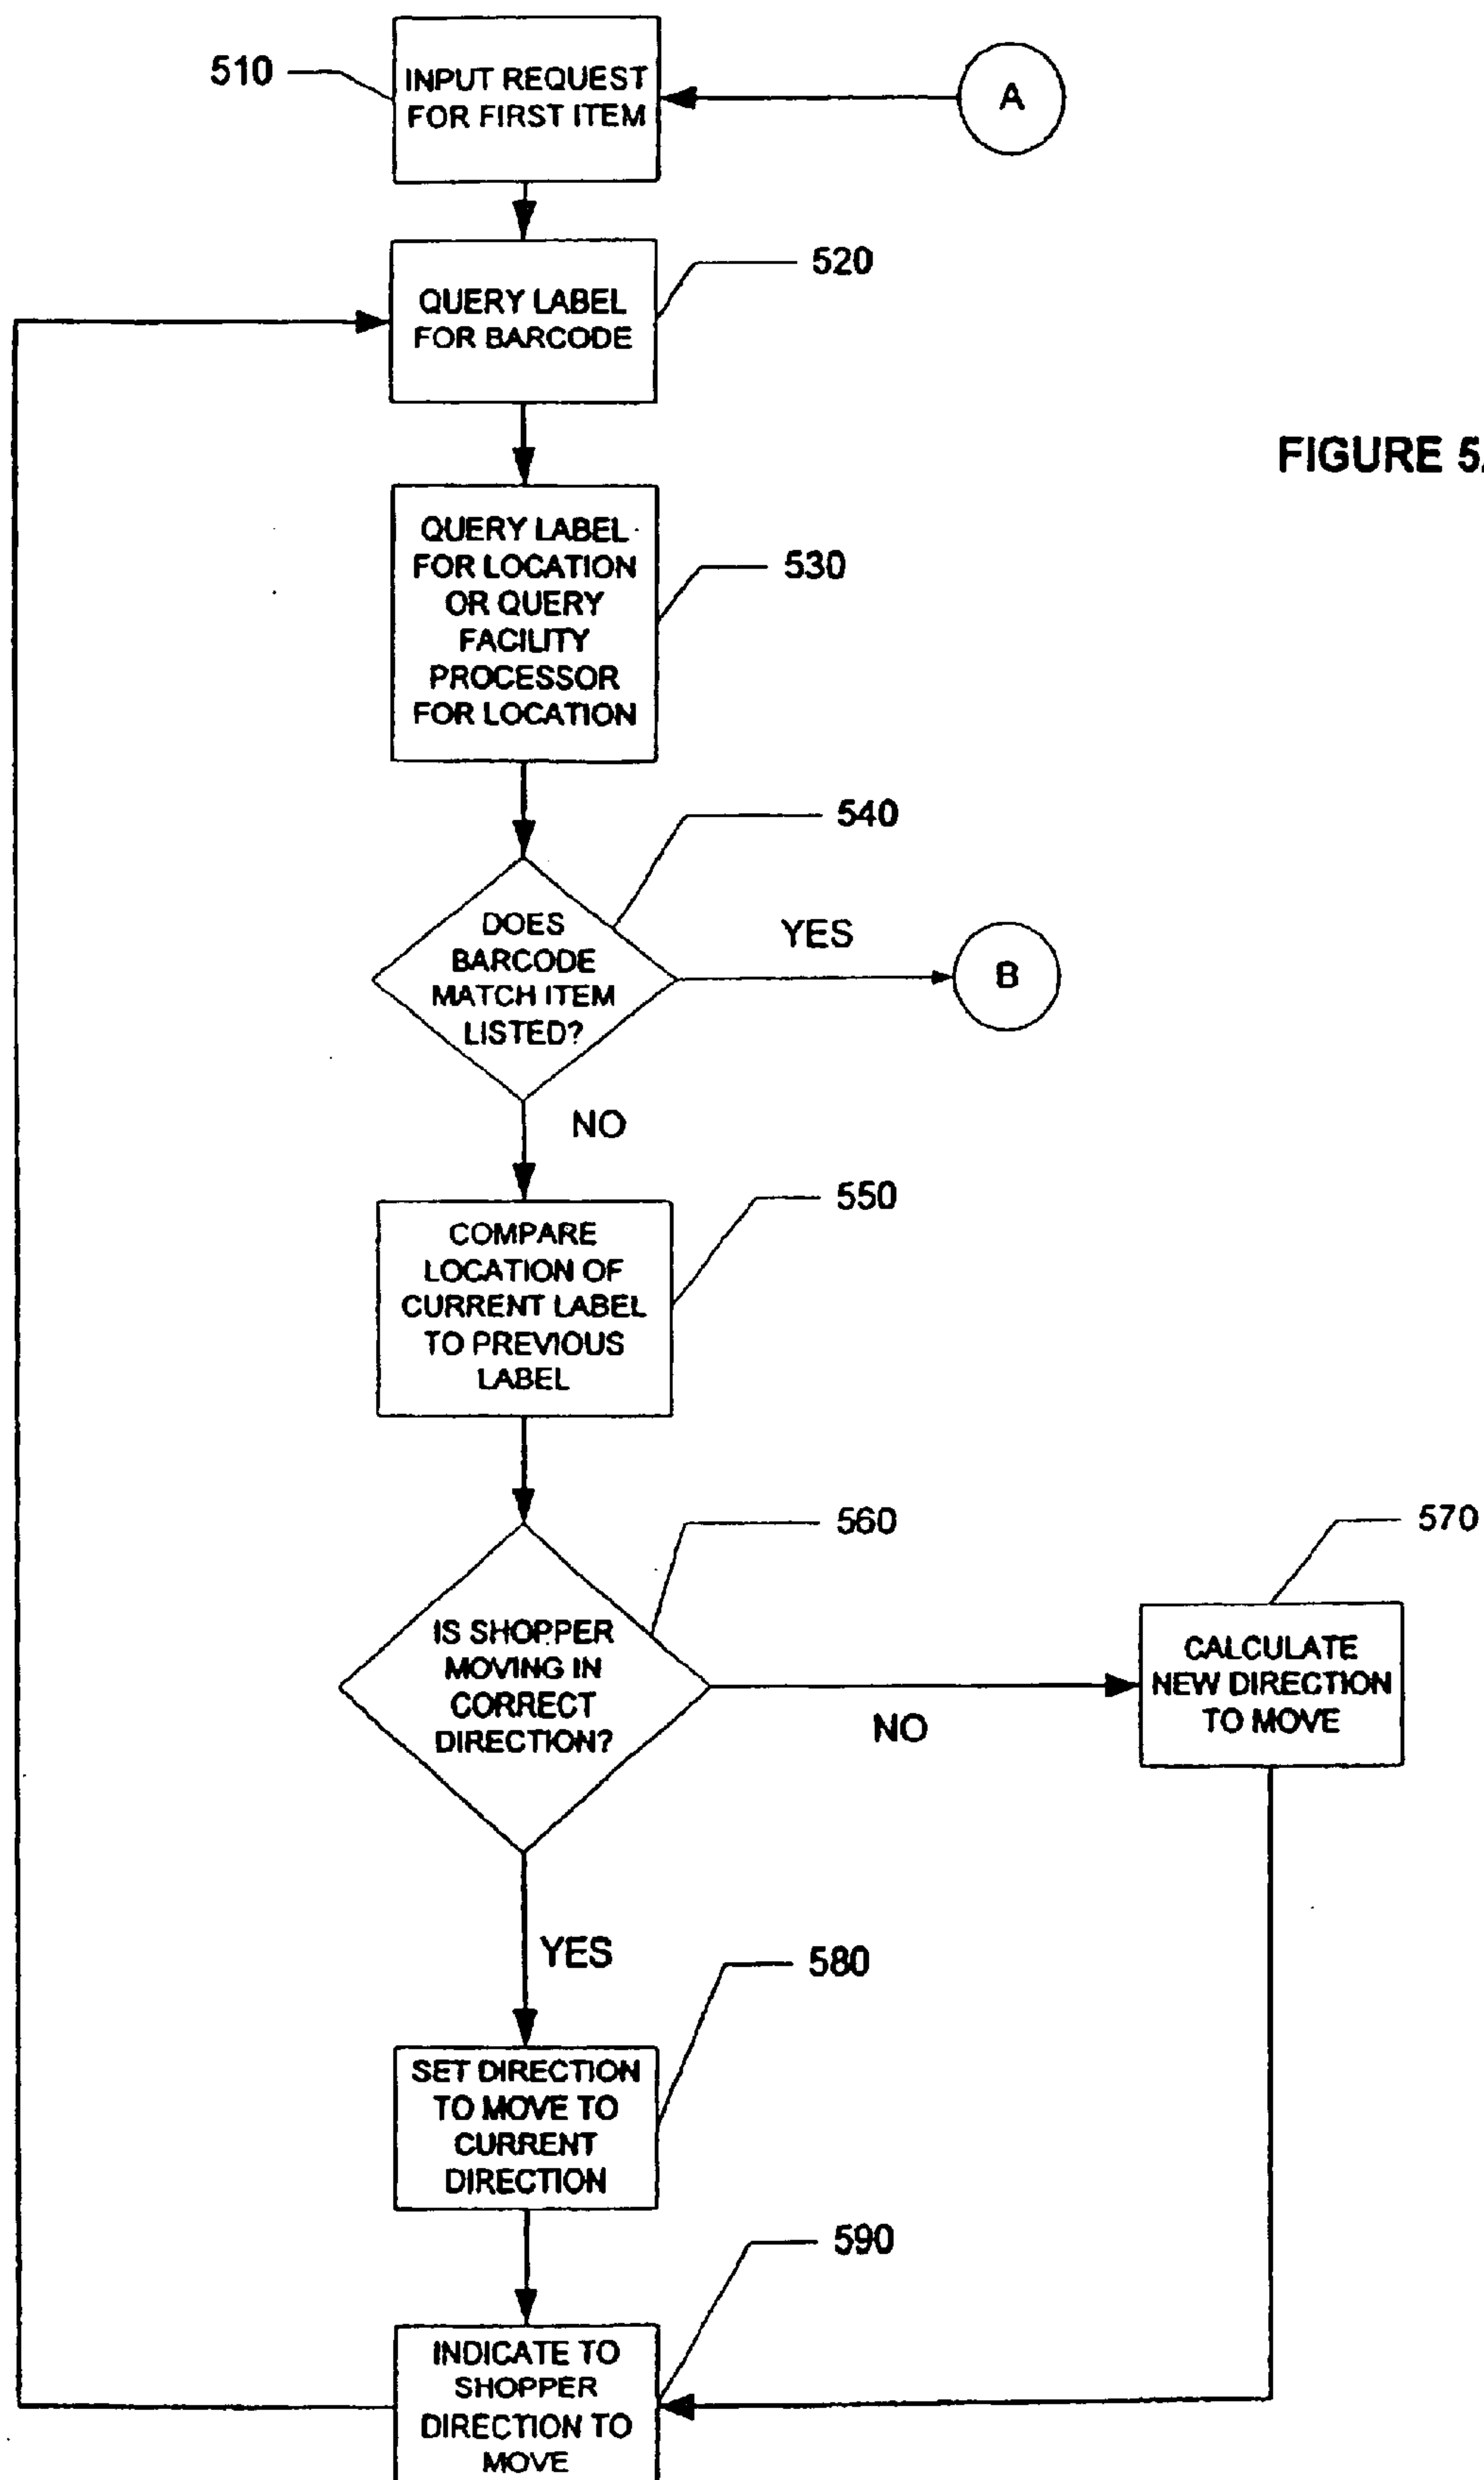 510
INPUT REQUEST
FOR FIRST ITEM
A
520
QUERY LABEL
FOR BARCODE
FIGURE 5
530
QUERY LABEL
FOR LOCATION
OR QUERY
FACILITY
PROCESSOR
FOR LOCATION
540
DOES
BARCODE
MATCH ITEM
LISTED?
YES
B
NO
550
COMPARE
LOCATION OF
CURRENT LABEL
TO PREVIOUS
LABEL
560
IS SHOPPER
MOVING IN
CORRECT
DIRECTION?
NO
570
CALCULATE
NEW DIRECTION
TO MOVE
YES
580
SET DIRECTION
TO MOVE TO
CURRENT
DIRECTION
590
INDICATE TO
SHOPPER
DIRECTION TO
MOVE